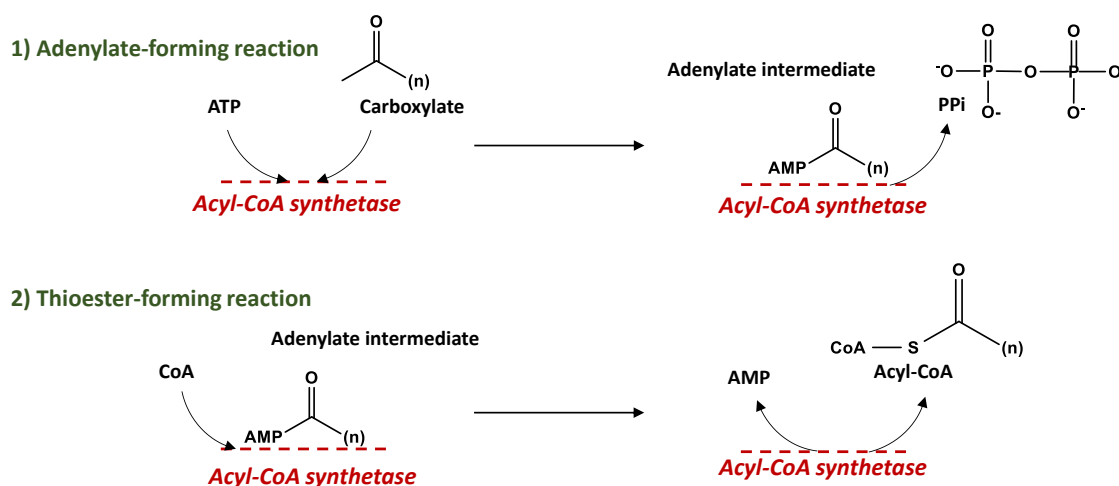 1) Adenylate-forming reaction
O
(n)
ATP
Carboxylate
Acyl-CoA synthetase
Adenylate intermediate
O
AMP
(n)
Acyl-CoA synthetase
O O
-O P O P O
O- O-
PPi
2) Thioester-forming reaction
Adenylate intermediate
CoA
O
AMP
(n)
Acyl-CoA synthetase
O
CoA S
(n)
Acyl-CoA
AMP
Acyl-CoA synthetase